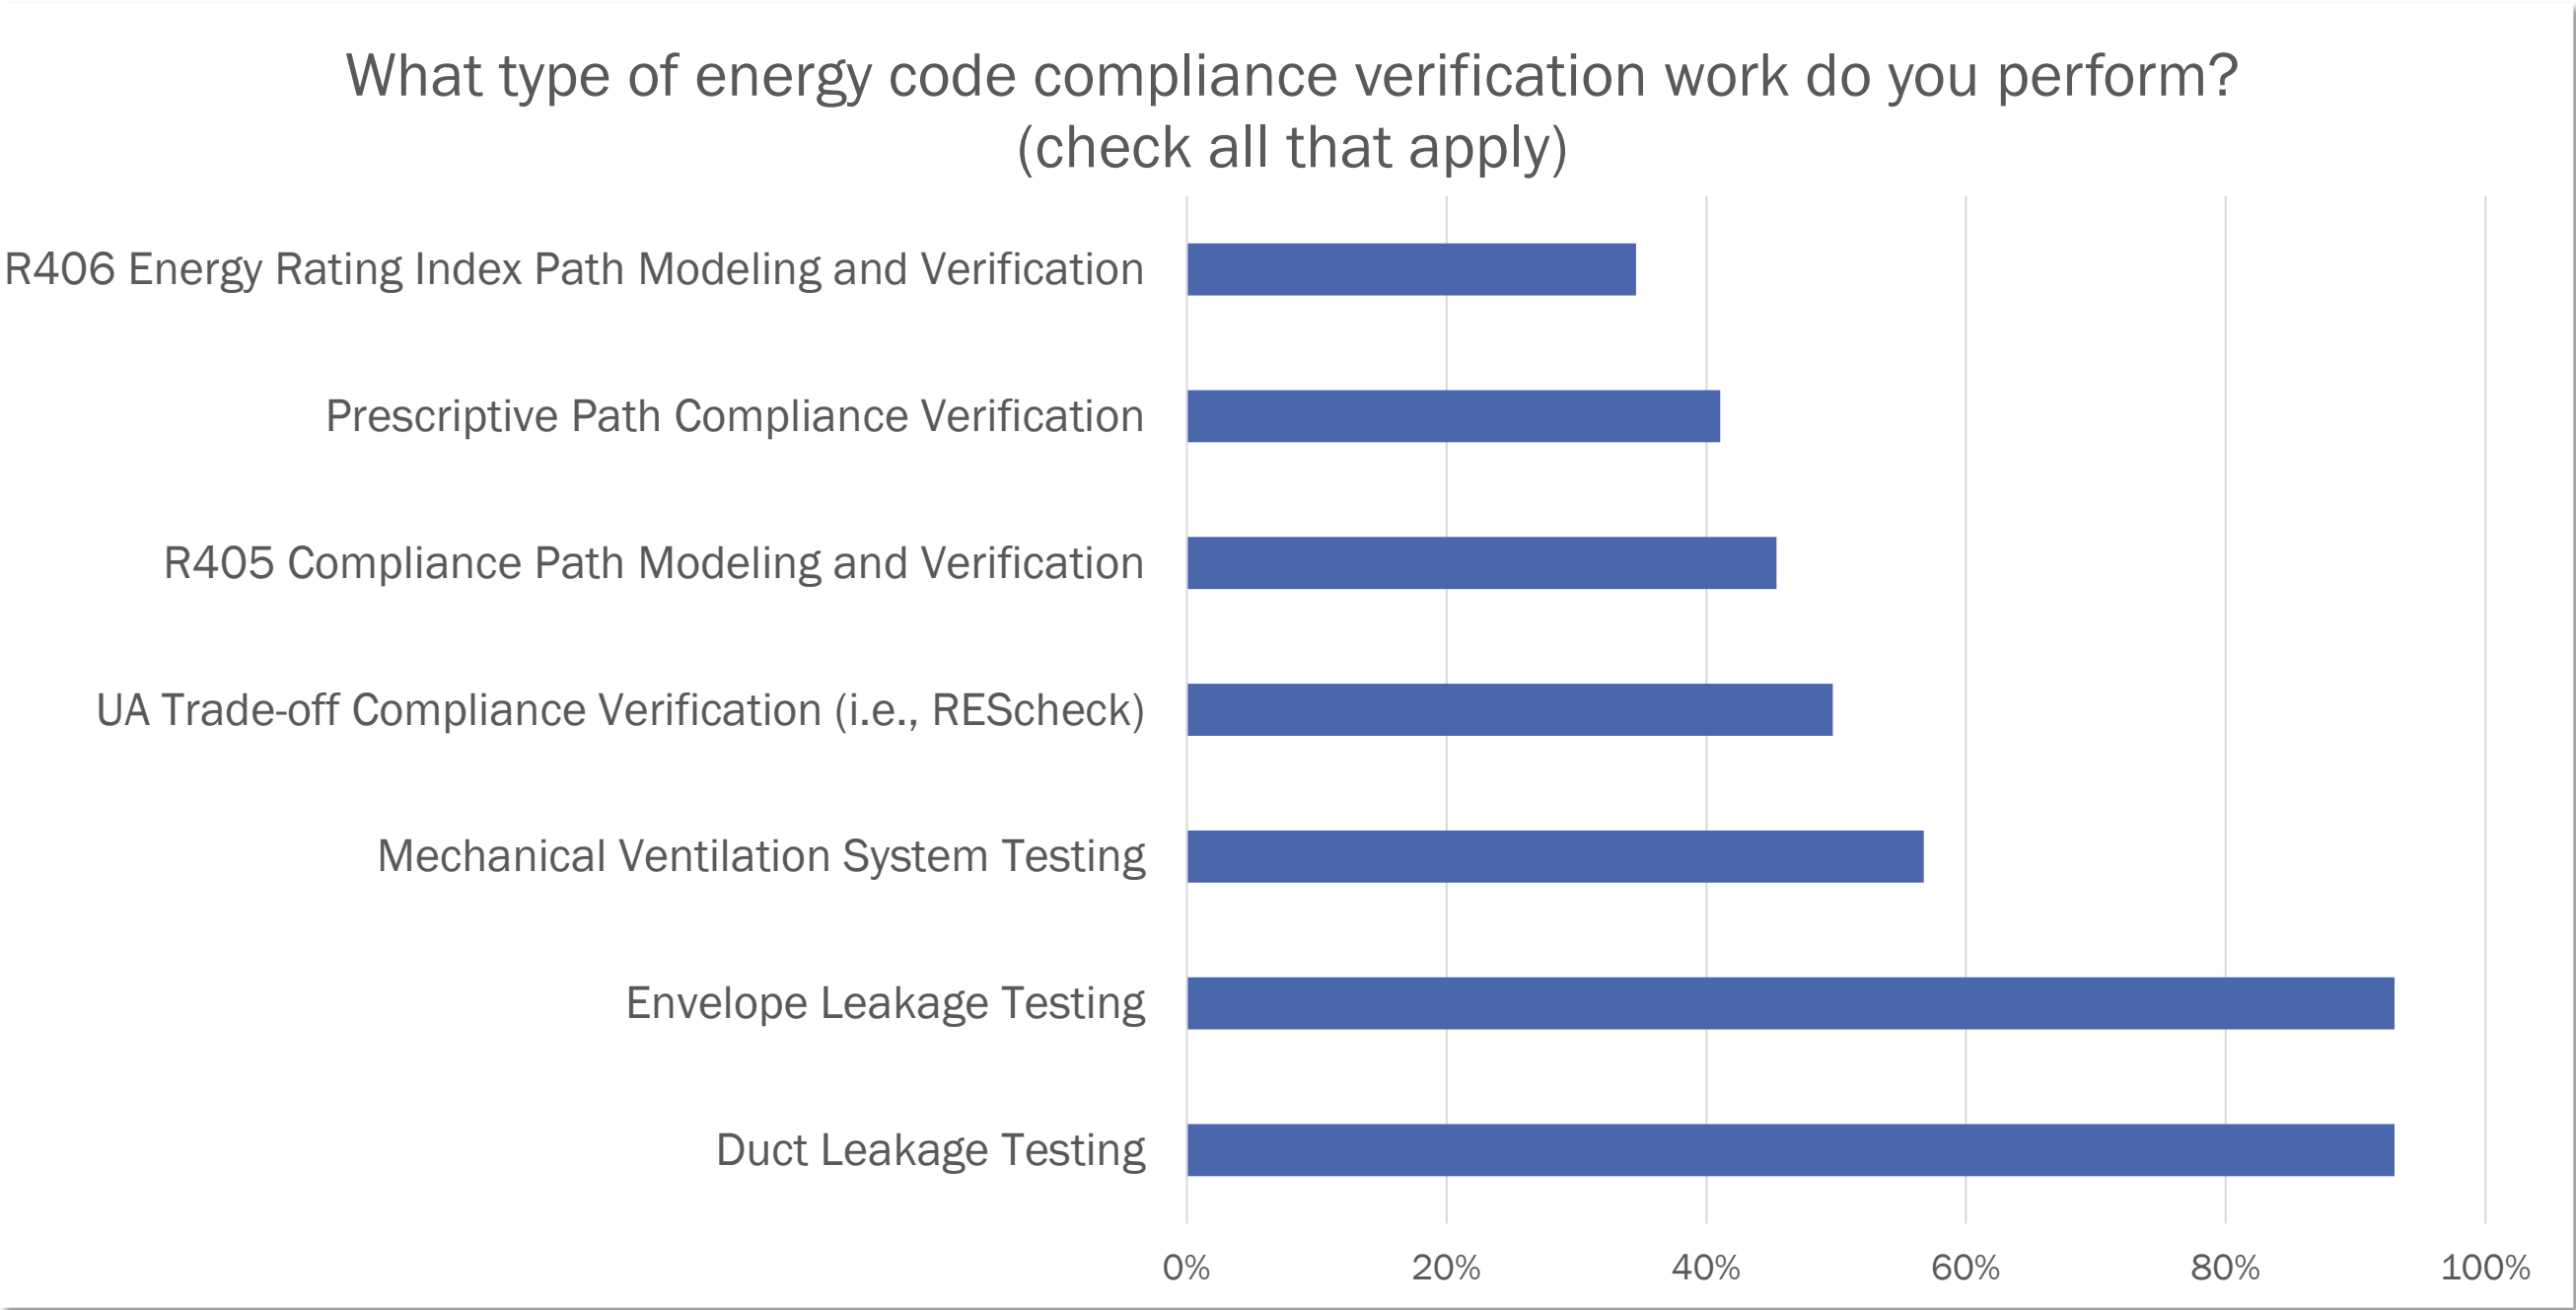 What type of energy code compliance verification work do you perform?
(check all that apply)
R406 Energy Rating Index Path Modeling and Verification
Prescriptive Path Compliance Verification
R405 Compliance Path Modeling and Verification
UA Trade-off Compliance Verification (i.e., REScheck)
Mechanical Ventilation System Testing
Envelope Leakage Testing
Duct Leakage Testing
0% 20% 40% 60% 80% 100%